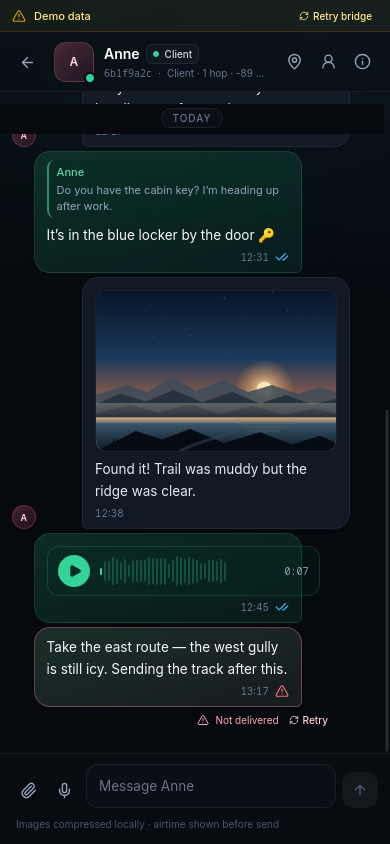 Demo data
Retry bridge
A
Anne
Client
6b1f9a2c · Client · 1 hop · -89 ...
TODAY
A
Anne
Do you have the cabin key? I'm heading up
after work.
It's in the blue locker by the door 🔑
12:31
Found it! Trail was muddy but the
ridge was clear.
12:38
A
0:07
12:45
Take the east route — the west gully
is still icy. Sending the track after this.
13:17
Not delivered
Retry
Message Anne
Images compressed locally · airtime shown before send